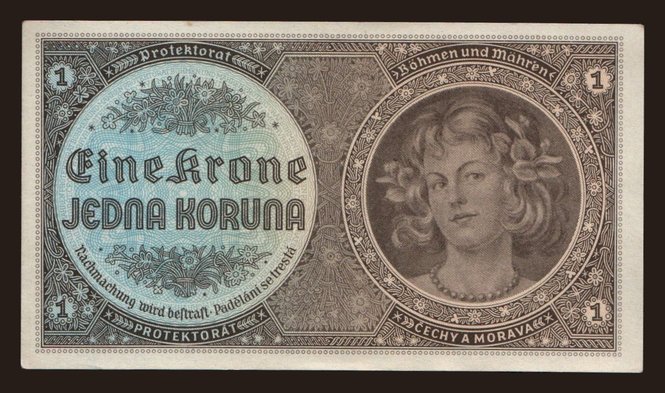 1
Protektorat
Böhmen und Mähren
1
Eine Krone
JEDNA KORUNA
Nachmachung wird bestraft · Padělání se trestá
1
PROTEKTORÁT
ČECHY A MORAVA
1